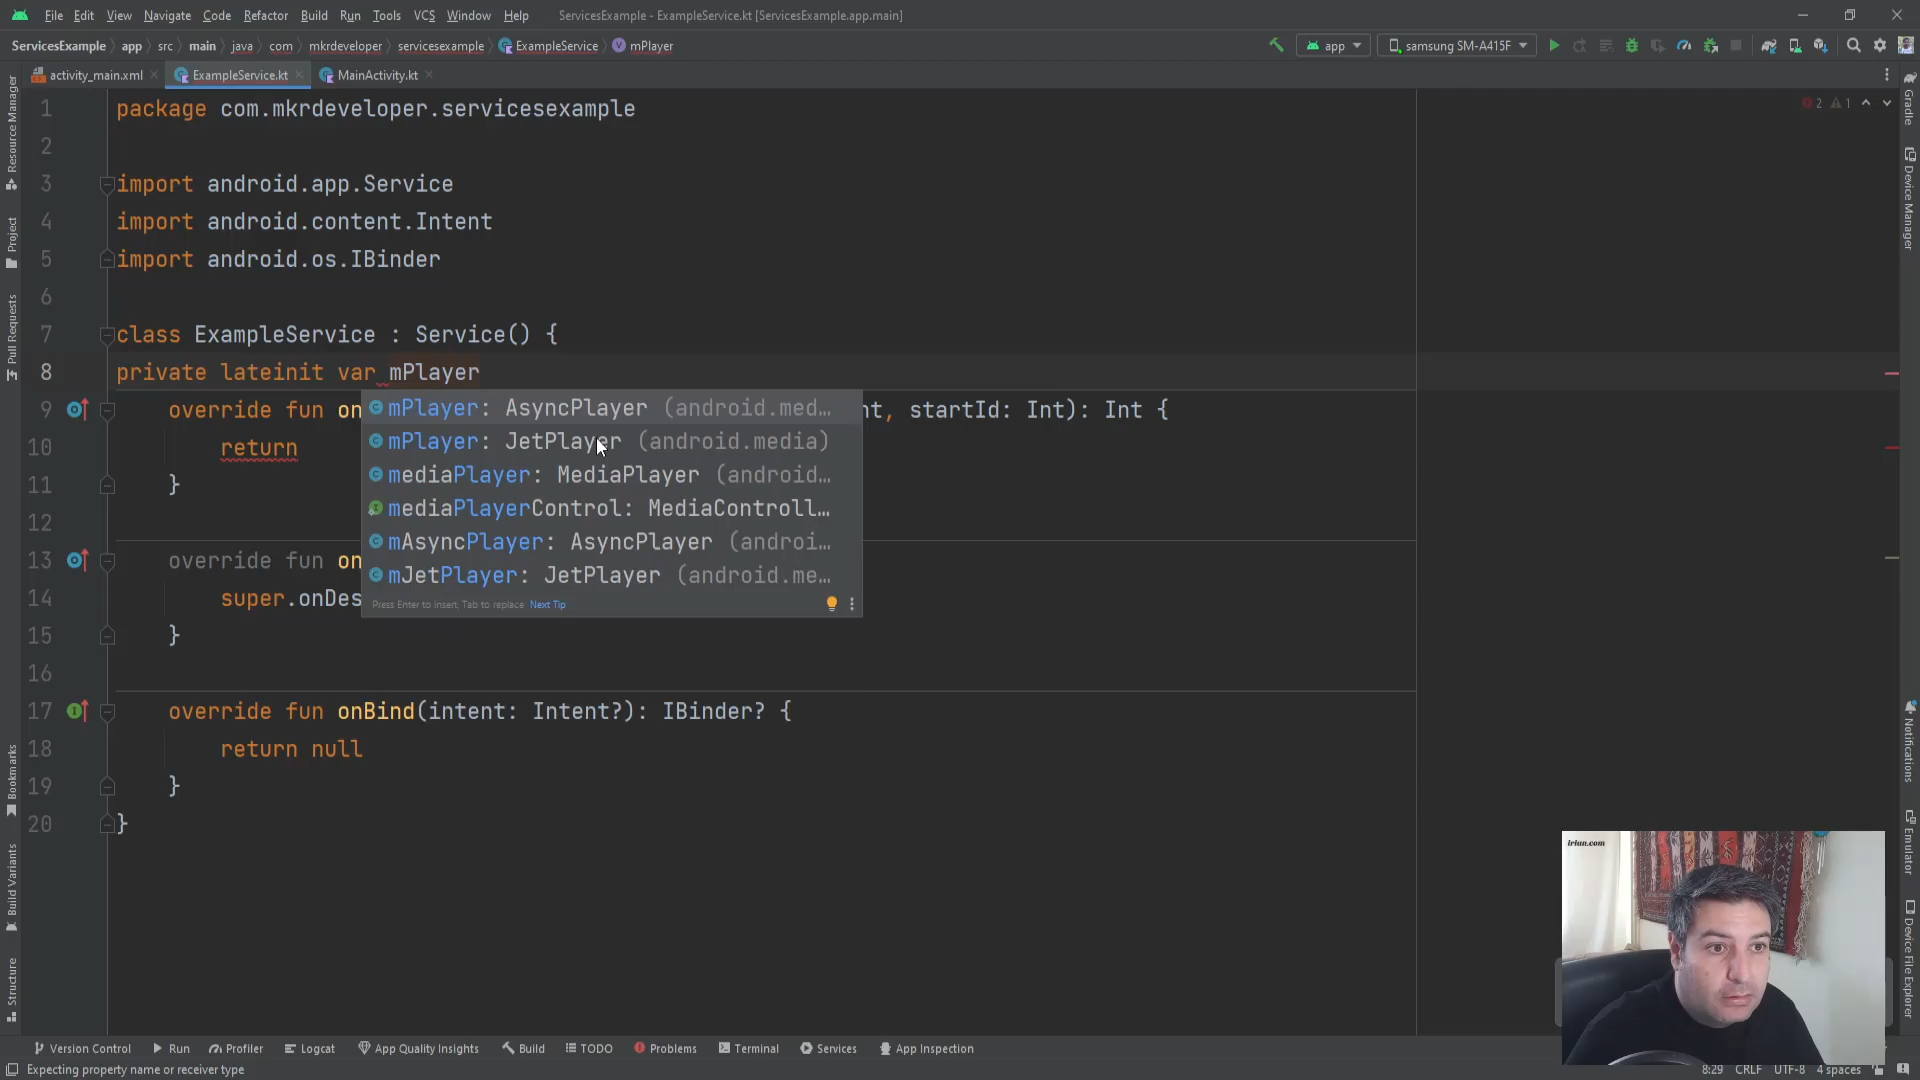 File Edit View Navigate Code Refactor Build Run Tools VCS Window Help ServicesExample - ExampleService.kt [ServicesExample.app.main]
ServicesExample app src main java com mkrdeveloper servicesexample ExampleService mPlayer app samsung SM-A415F
activity_main.xml ExampleService.kt MainActivity.kt
2 1
1 package com.mkrdeveloper.servicesexample
2
3 import android.app.Service
4 import android.content.Intent
5 import android.os.IBinder
6
7 class ExampleService : Service() {
8 private lateinit var mPlayer
9 override fun on nt, startId: Int): Int {
10 return
11 }
12
13 override fun on
14 super.onDes
15 }
16
17 override fun onBind(intent: Intent?): IBinder? {
18 return null
19 }
20 }
mPlayer: AsyncPlayer (android.med...
mPlayer: JetPlayer (android.media)
mediaPlayer: MediaPlayer (android...
mediaPlayerControl: MediaControll...
mAsyncPlayer: AsyncPlayer (androi...
mJetPlayer: JetPlayer (android.me...
Press Enter to insert, Tab to replace Next Tip
Resource Manager
Project
Pull Requests
Bookmarks
Build Variants
Structure
Gradle
Device Manager
Notifications
Emulator
Device File Explorer
iriun.com
Version Control Run Profiler Logcat App Quality Insights Build TODO Problems Terminal Services App Inspection
Expecting property name or receiver type 8:29 CRLF UTF-8 4 spaces